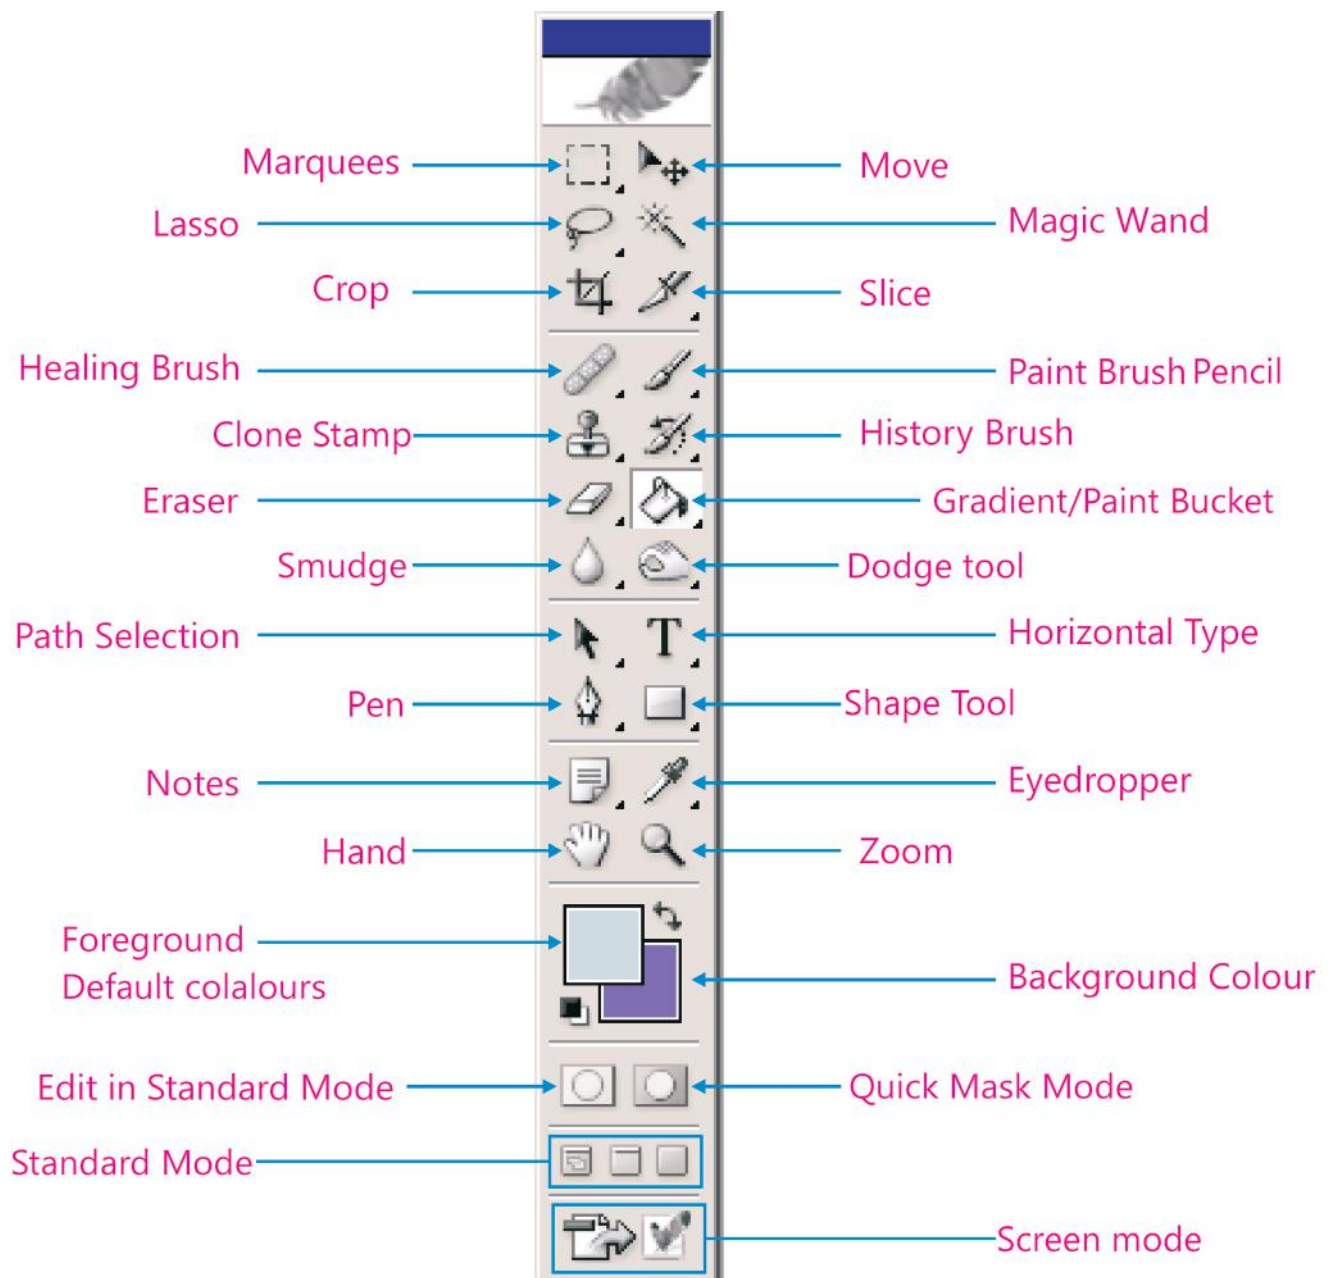 Marquees
Move
Lasso
Magic Wand
Crop
Slice
Healing Brush
Paint Brush Pencil
Clone Stamp
History Brush
Eraser
Gradient/Paint Bucket
Smudge
Dodge tool
Path Selection
T
Horizontal Type
Pen
Shape Tool
Notes
Eyedropper
Hand
Zoom
Foreground
Default colalours
Background Colour
Edit in Standard Mode
Quick Mask Mode
Standard Mode
Screen mode